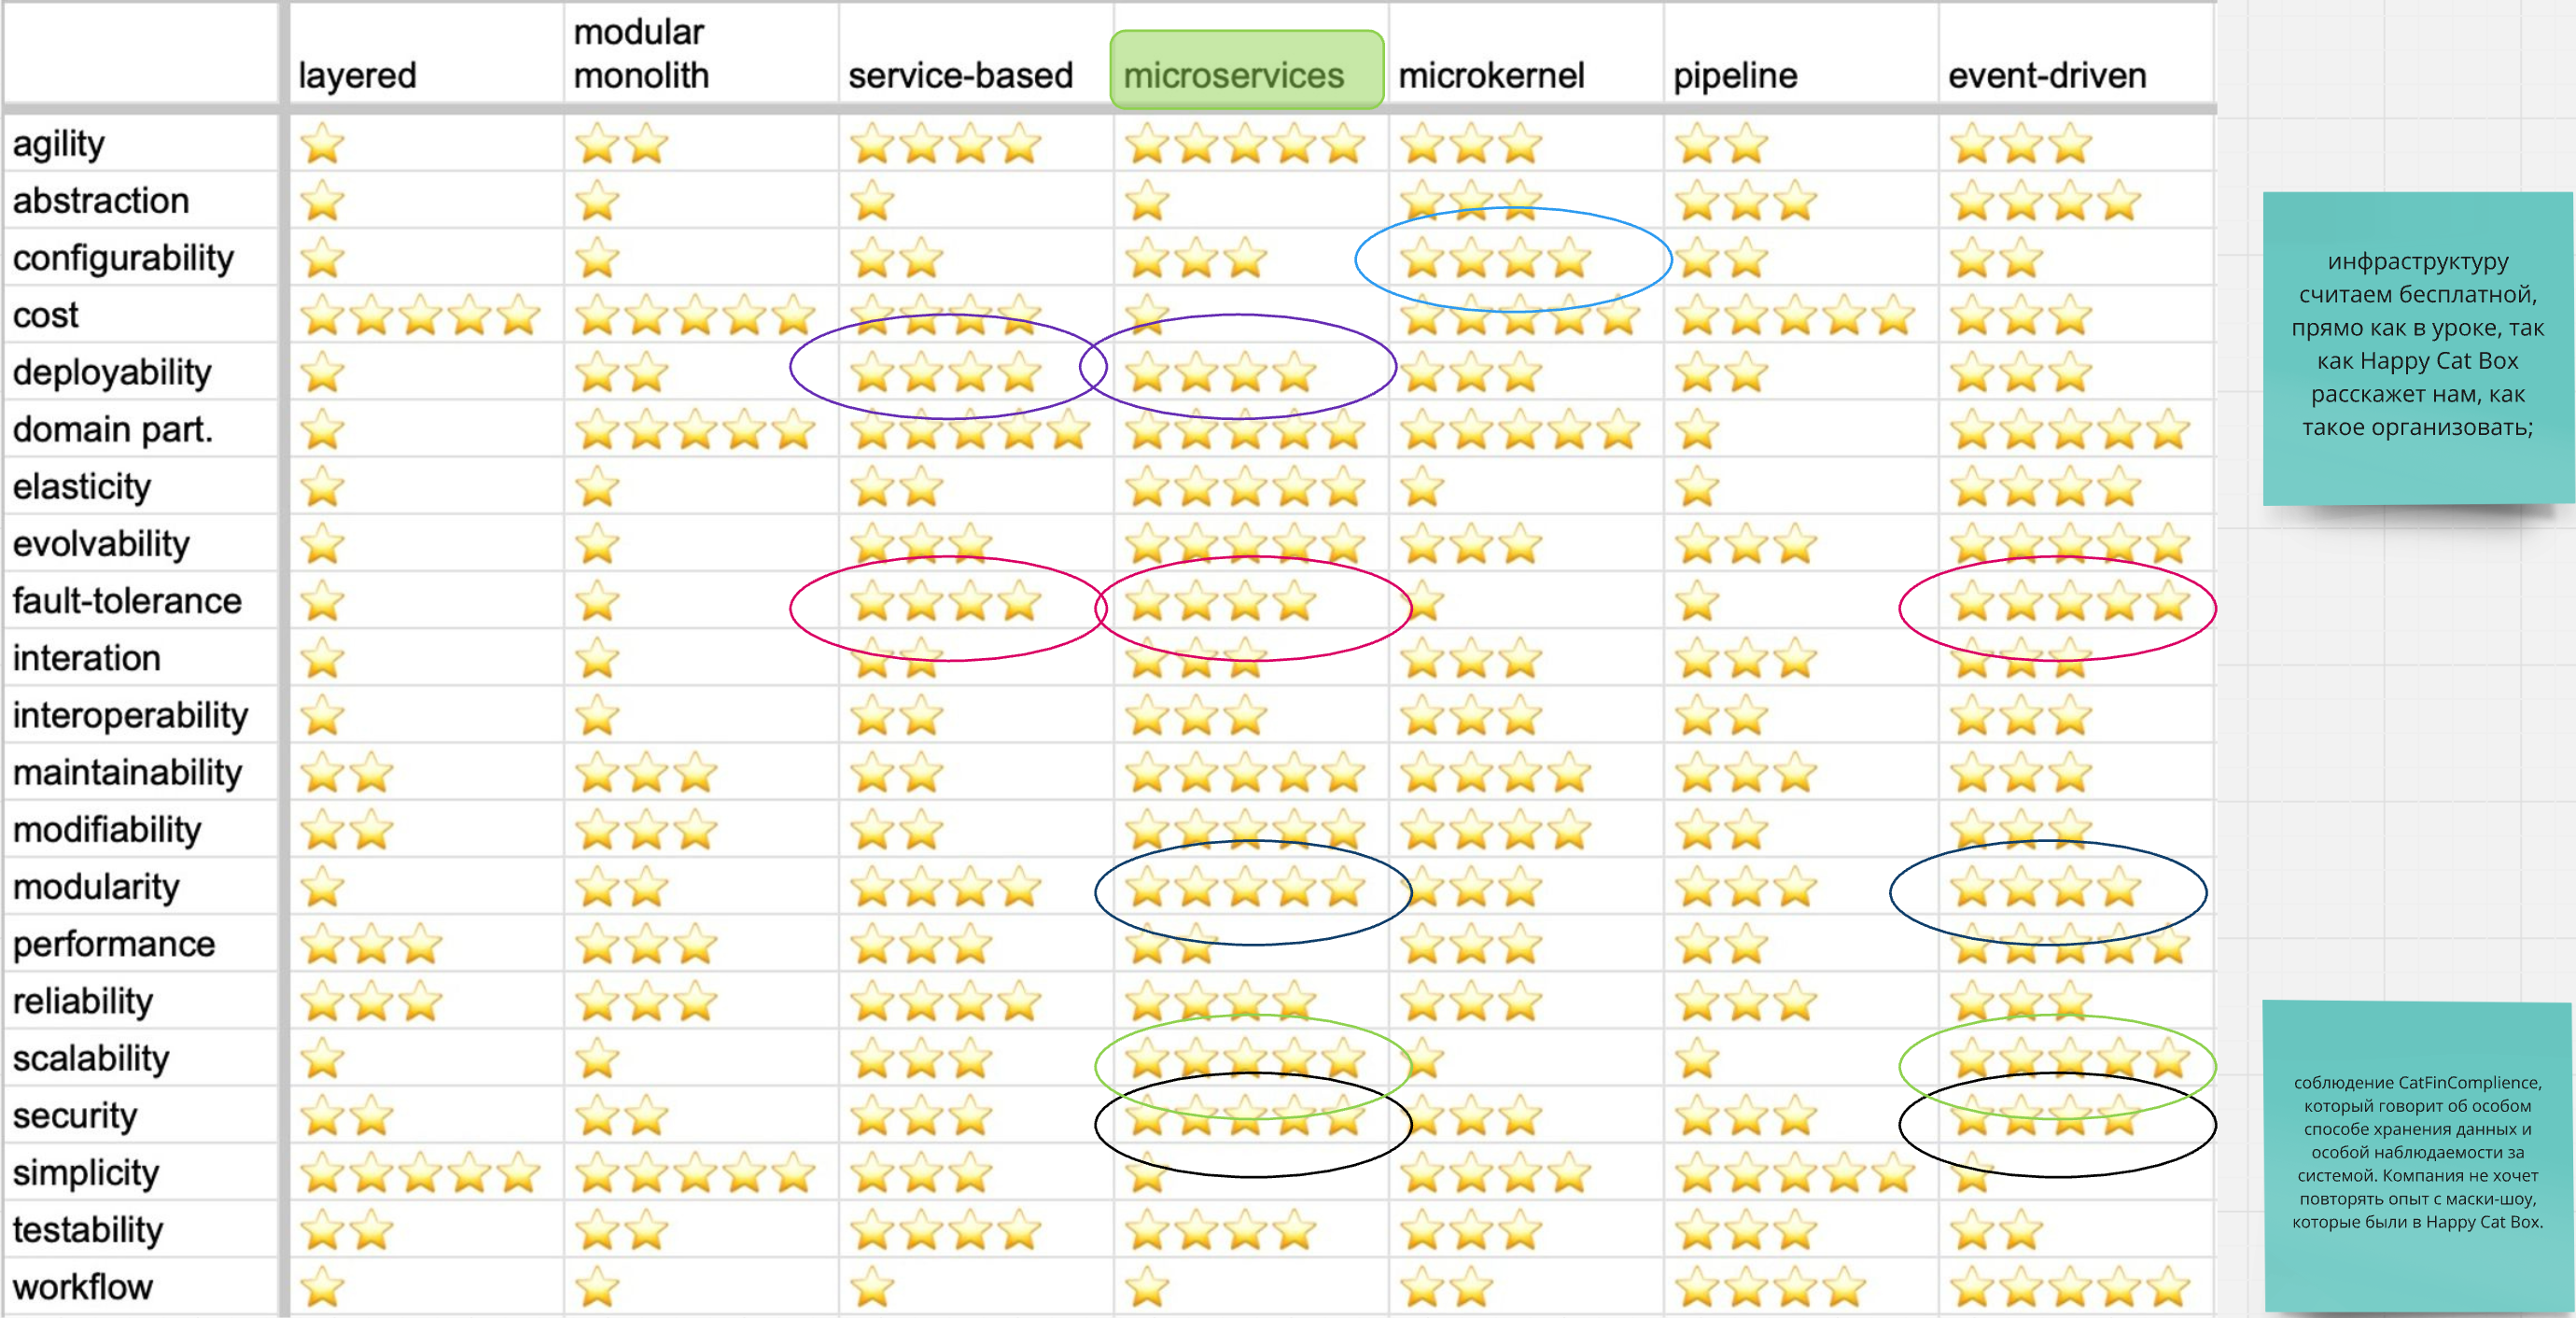 layered
modular
monolith
service-based
microservices
microkernel
pipeline
event-driven
agility
abstraction
configurability
cost
deployability
domain part.
elasticity
evolvability
fault-tolerance
interation
interoperability
maintainability
modifiability
modularity
performance
reliability
scalability
security
simplicity
testability
workflow
инфраструктуру
считаем бесплатной,
прямо как в уроке, так
как Happy Cat Box
расскажет нам, как
такое организовать;
соблюдение CatFinComplience,
который говорит об особом
способе хранения данных и
особой наблюдаемости за
системой. Компания не хочет
повторять опыт с маски-шоу,
которые были в Happy Cat Box.